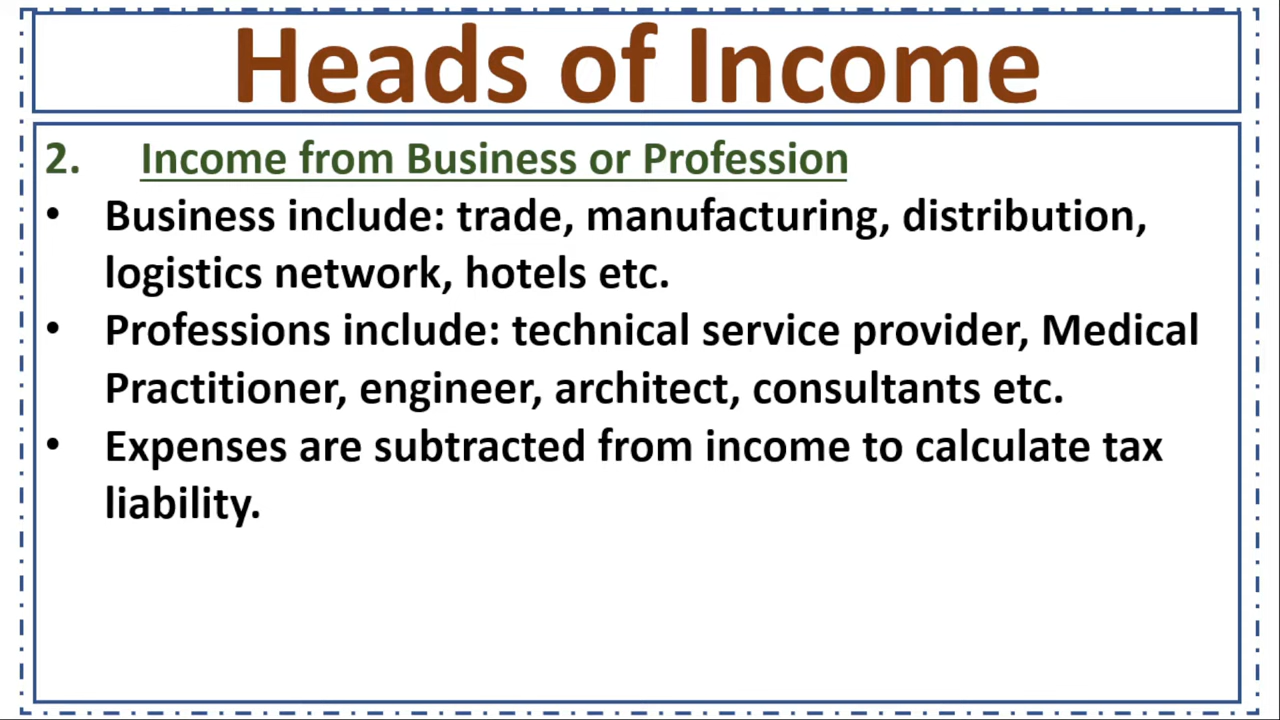 Heads of Income
2. Income from Business or Profession
• Business include: trade, manufacturing, distribution,
logistics network, hotels etc.
• Professions include: technical service provider, Medical
Practitioner, engineer, architect, consultants etc.
• Expenses are subtracted from income to calculate tax
liability.